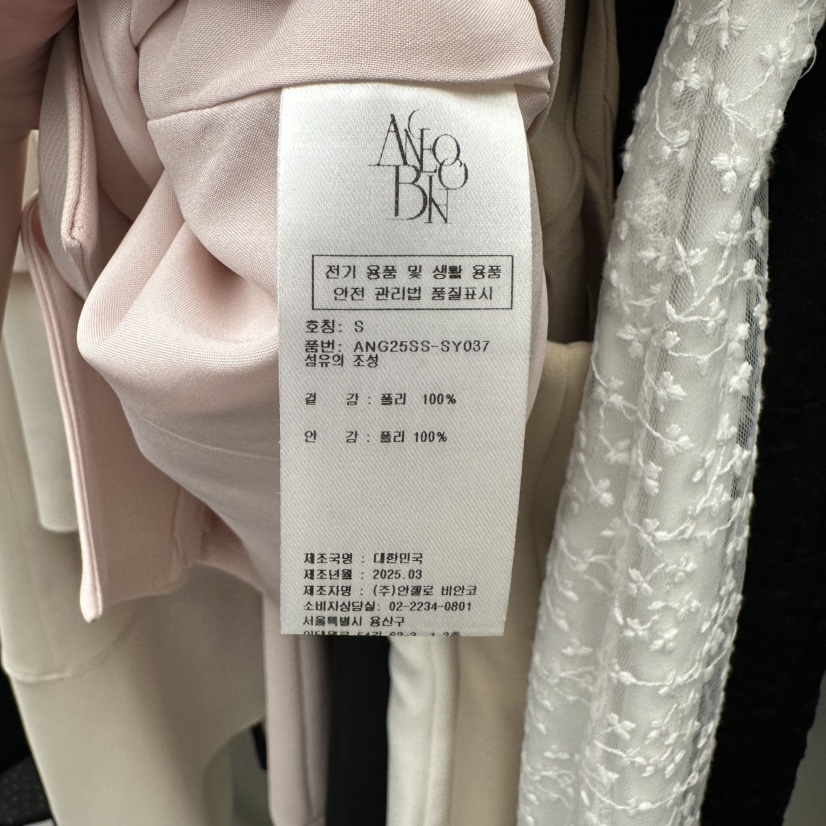 전기 용품 및 생활 용품
안전 관리법 품질표시
호칭: S
품번: ANG25SS-SY037
섬유의 조성
겉 감 : 폴리 100%
안 감 : 폴리 100%
제조국명 : 대한민국
제조년월 : 2025.03
제조자명 : (주)안젤로 비안코
소비자상담실: 02-2234-0801
서울특별시 용산구